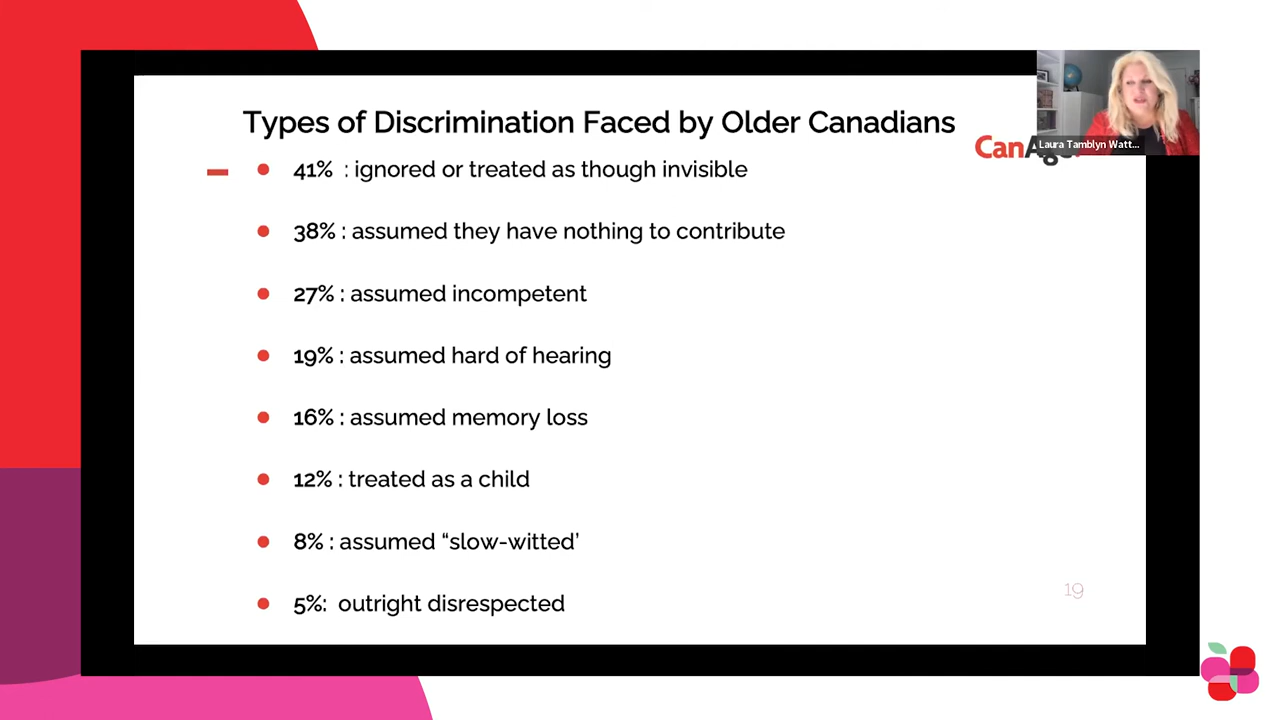 Types of Discrimination Faced by Older Canadians
Laura Tamblyn Watt...
41% : ignored or treated as though invisible
38% : assumed they have nothing to contribute
27% : assumed incompetent
19% : assumed hard of hearing
16% : assumed memory loss
12% : treated as a child
8% : assumed “slow-witted’
5%: outright disrespected
19